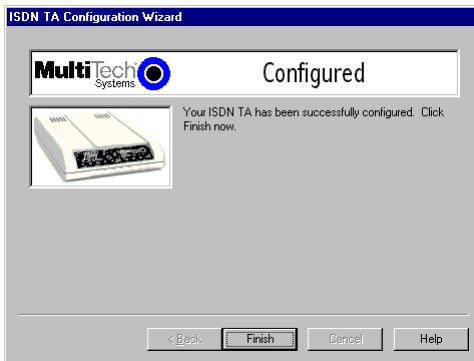 ISDN TA Configuration Wizard
MultiTech
Systems
Configured
Your ISDN TA has been successfully configured. Click
Finish now.
< Back
Finish
Cancel
Help